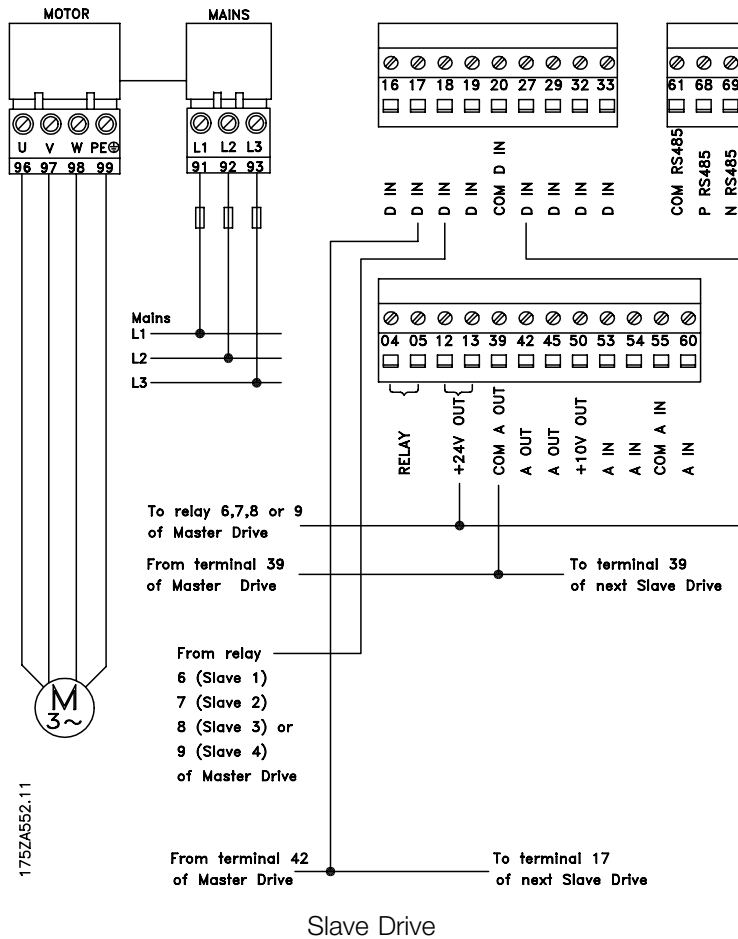 MOTOR
MAINS
U V W PE
96 97 98 99
L1 L2 L3
91 92 93
16 17 18 19 20 27 29 32 33
61 68 69
D IN
D IN
D IN
D IN
COM D IN
D IN
D IN
D IN
D IN
COM RS485
P RS485
N RS485
Mains
L1
L2
L3
04 05 12 13 39 42 45 50 53 54 55 60
RELAY
+24V OUT
COM A OUT
A OUT
A OUT
+10V OUT
A IN
A IN
COM A IN
A IN
To relay 6,7,8 or 9
of Master Drive
From terminal 39
of Master Drive
To terminal 39
of next Slave Drive
From relay
6 (Slave 1)
7 (Slave 2)
8 (Slave 3) or
9 (Slave 4)
of Master Drive
M
3~
175ZA552.11
From terminal 42
of Master Drive
To terminal 17
of next Slave Drive
Slave Drive